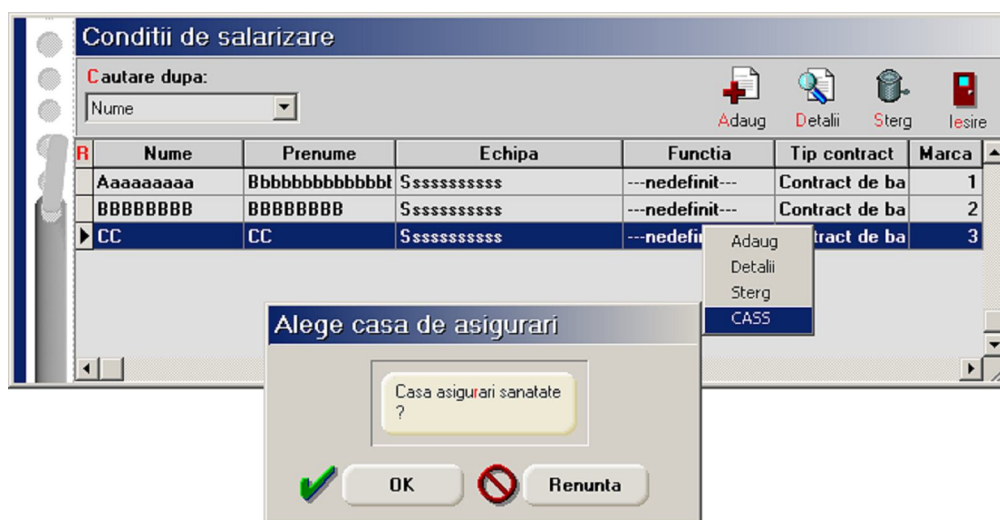 Conditii de salarizare
Cautare dupa:
Nume
Adaug Detalii Sterg Iesire
R Nume Prenume Echipa Functia Tip contract Marca
Aaaaaaaaa Bbbbbbbbbbbbbl Sssssssssss ---nedefinit--- Contract de ba 1
BBBBBBBB BBBBBBBB Sssssssssss ---nedefinit--- Contract de ba 2
CC CC Sssssssssss ---nedefi tract de ba 3
Adaug
Detalii
Sterg
CASS
Alege casa de asigurari
Casa asigurari sanatate
?
OK Renunta